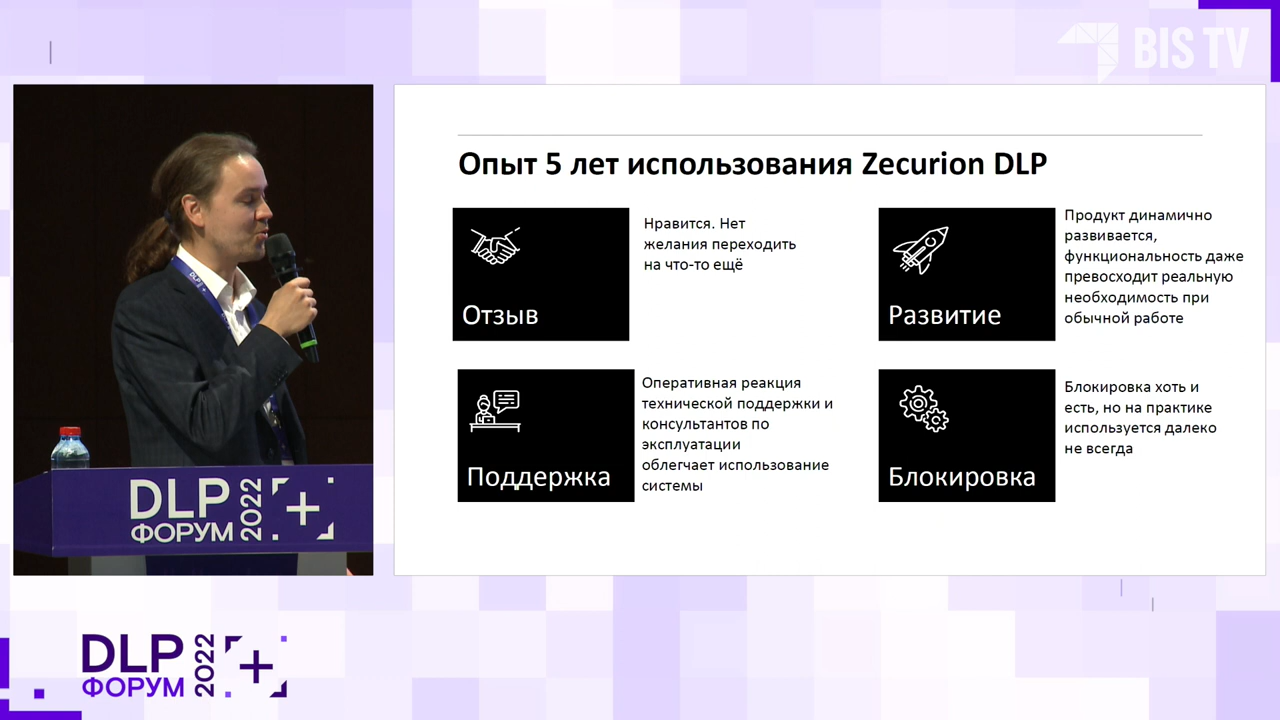 BIS TV
Опыт 5 лет использования Zecurion DLP
Отзыв
Нравится. Нет
желания переходить
на что-то ещё
Развитие
Продукт динамично
развивается,
функциональность даже
превосходит реальную
необходимость при
обычной работе
Поддержка
Оперативная реакция
технической поддержки и
консультантов по
эксплуатации
облегчает использование
системы
Блокировка
Блокировка хоть и
есть, но на практике
используется далеко
не всегда
DLP
DLP
ФОРУМ
2022
DLP
ФОРУМ
2022